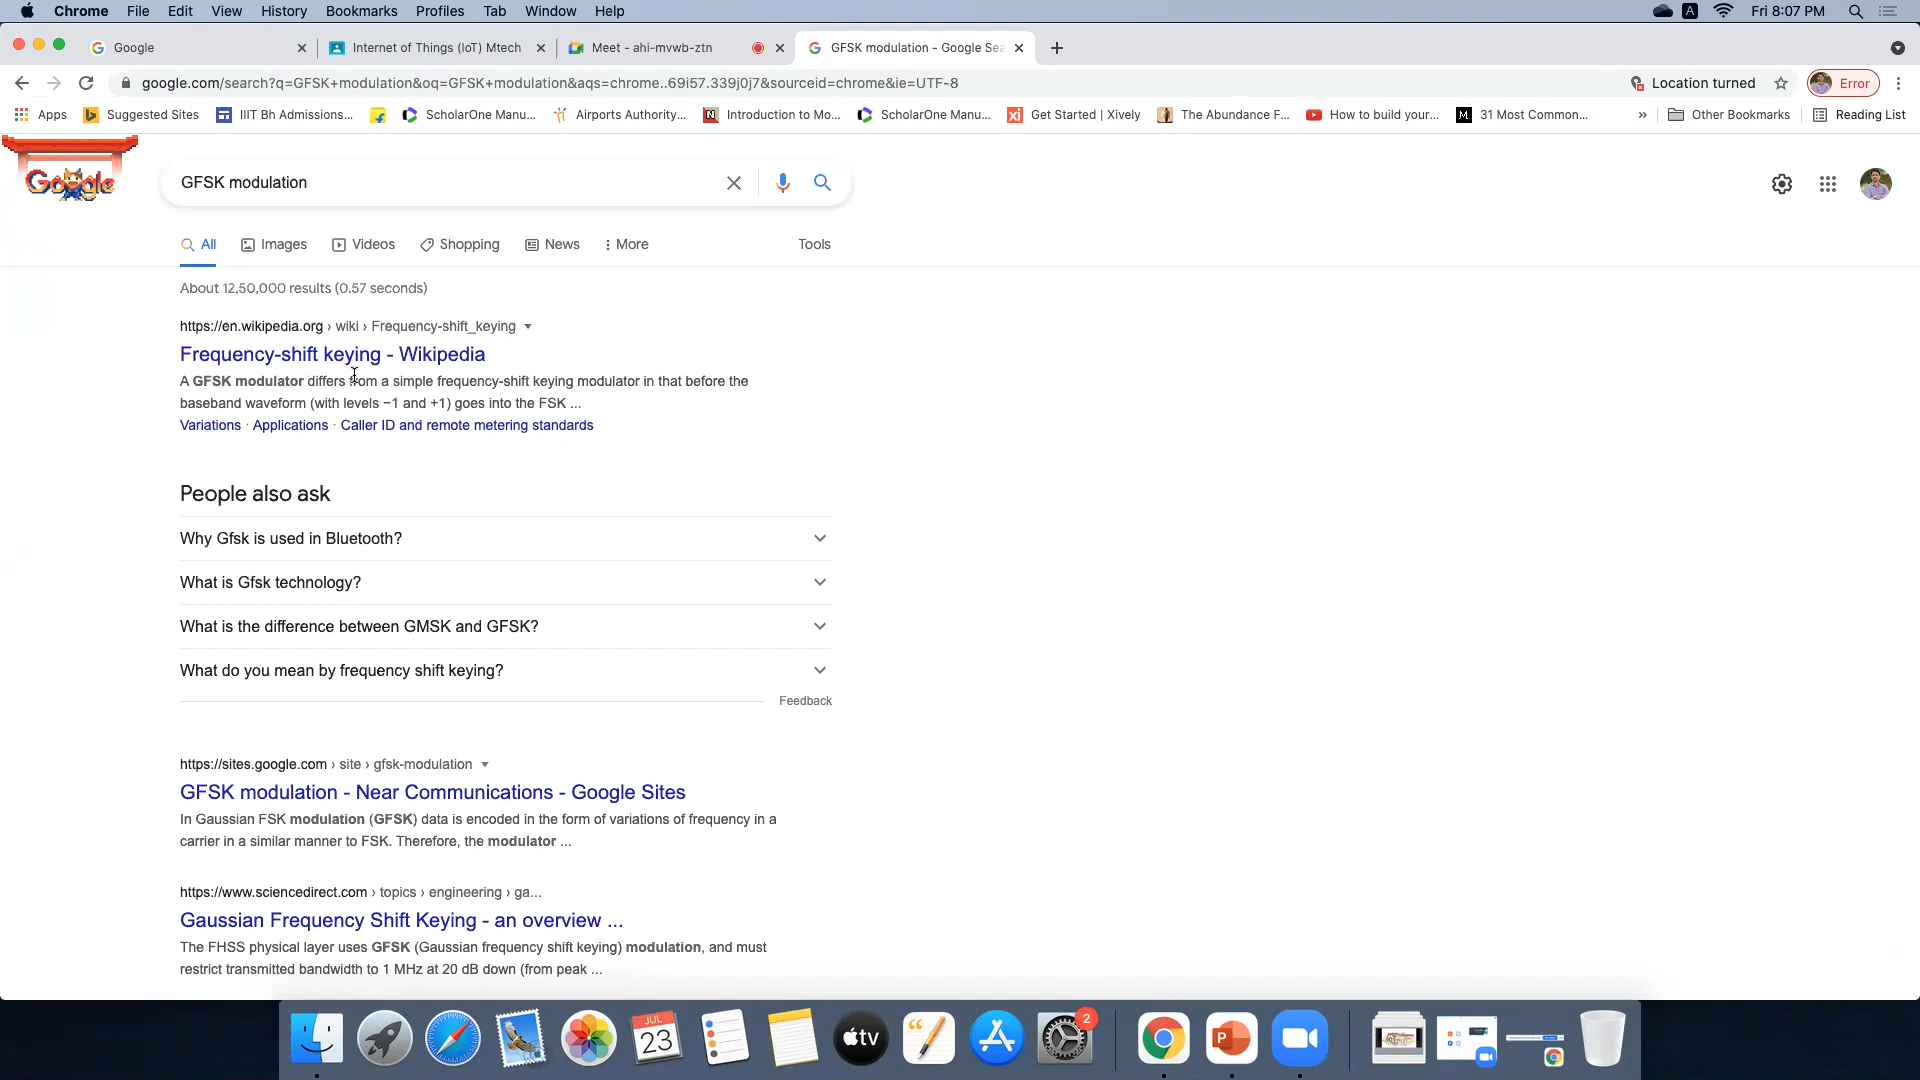 Chrome File Edit View History Bookmarks Profiles Tab Window Help A Fri 8:07 PM
Google Internet of Things (IoT) Mtech Meet - ahi-mvwb-ztn GFSK modulation - Google Sea
google.com/search?q=GFSK+modulation&oq=GFSK+modulation&aqs=chrome..69i57.339j0j7&sourceid=chrome&ie=UTF-8 Location turned Error
Apps Suggested Sites IIIT Bh Admissions... ScholarOne Manu... Airports Authority... Introduction to Mo... ScholarOne Manu... xi Get Started | Xively The Abundance F... How to build your... M 31 Most Common... » Other Bookmarks Reading List
Google
GFSK modulation
All Images Videos Shopping News More Tools
About 12,50,000 results (0.57 seconds)
https://en.wikipedia.org › wiki › Frequency-shift_keying
Frequency-shift keying - Wikipedia
A GFSK modulator differs from a simple frequency-shift keying modulator in that before the
baseband waveform (with levels −1 and +1) goes into the FSK ...
Variations · Applications · Caller ID and remote metering standards
People also ask
Why Gfsk is used in Bluetooth?
What is Gfsk technology?
What is the difference between GMSK and GFSK?
What do you mean by frequency shift keying?
Feedback
https://sites.google.com › site › gfsk-modulation
GFSK modulation - Near Communications - Google Sites
In Gaussian FSK modulation (GFSK) data is encoded in the form of variations of frequency in a
carrier in a similar manner to FSK. Therefore, the modulator ...
https://www.sciencedirect.com › topics › engineering › ga...
Gaussian Frequency Shift Keying - an overview ...
The FHSS physical layer uses GFSK (Gaussian frequency shift keying) modulation, and must
restrict transmitted bandwidth to 1 MHz at 20 dB down (from peak ...
JUL
23
tv
2
P